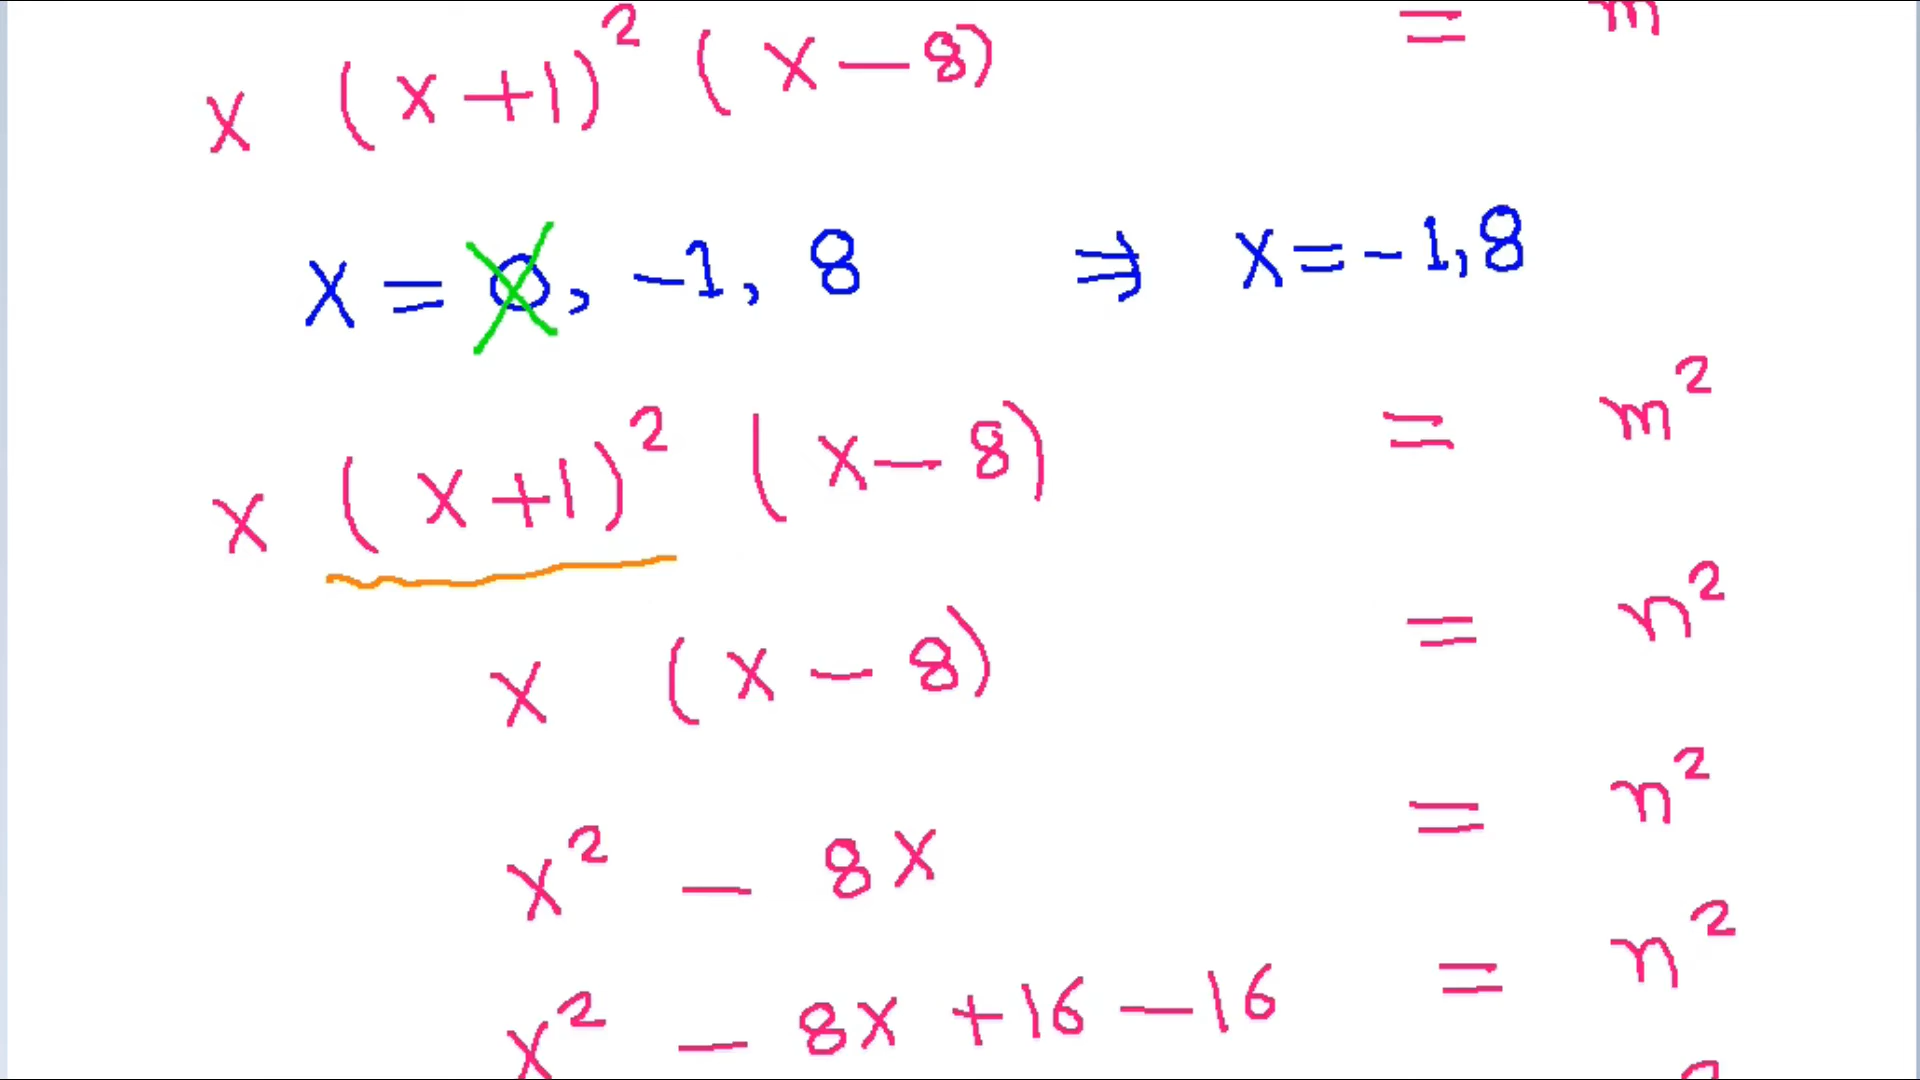 x (x+1)² (x-8) = m
x = 0, -1, 8 ⇒ x = -1, 8
x (x+1)² (x-8) = m²
x (x-8) = n²
x² - 8x = n²
x² - 8x + 16 - 16 = n²